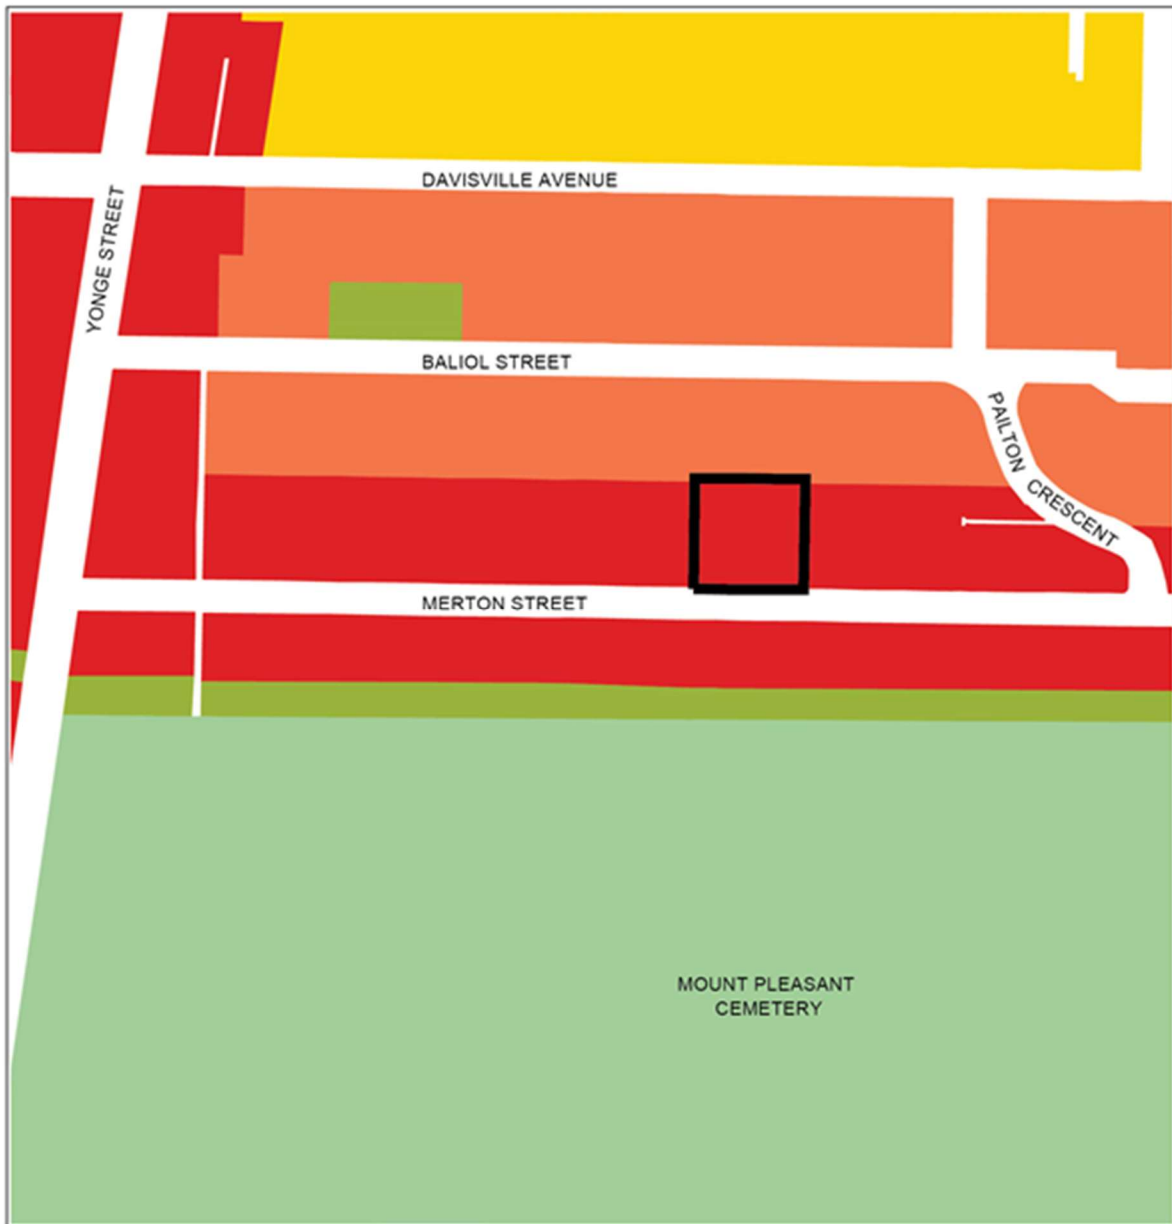 DAVISVILLE AVENUE
YONGE STREET
BALIOL STREET
PAILTON CRESCENT
MERTON STREET
MOUNT PLEASANT
CEMETERY